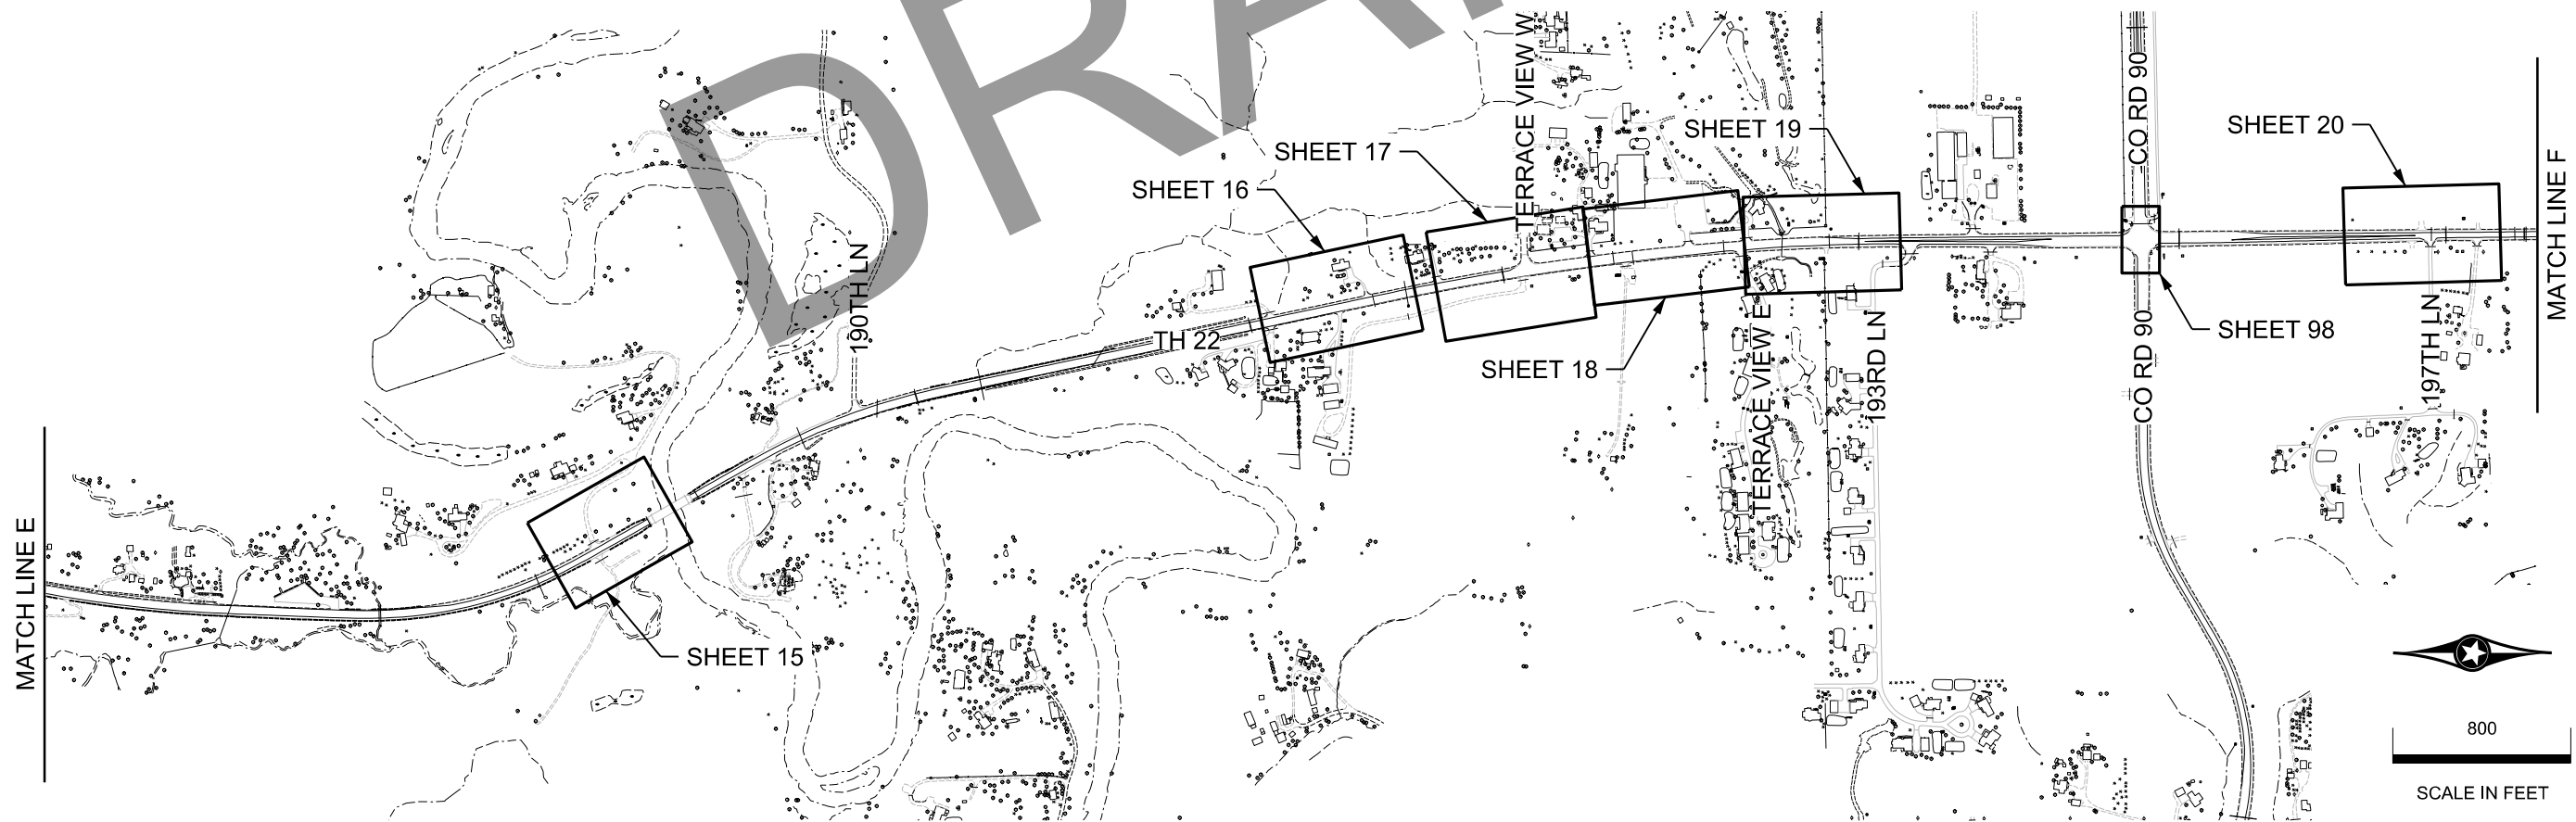 DRA
TERRACE VIEW W
CO RD 90
SHEET 20
SHEET 19
SHEET 17
SHEET 16
MATCH LINE F
190TH LN
TH 22
SHEET 18
TERRACE VIEW E
193RD LN
CO RD 90
SHEET 98
197TH LN
MATCH LINE E
SHEET 15
800
SCALE IN FEET